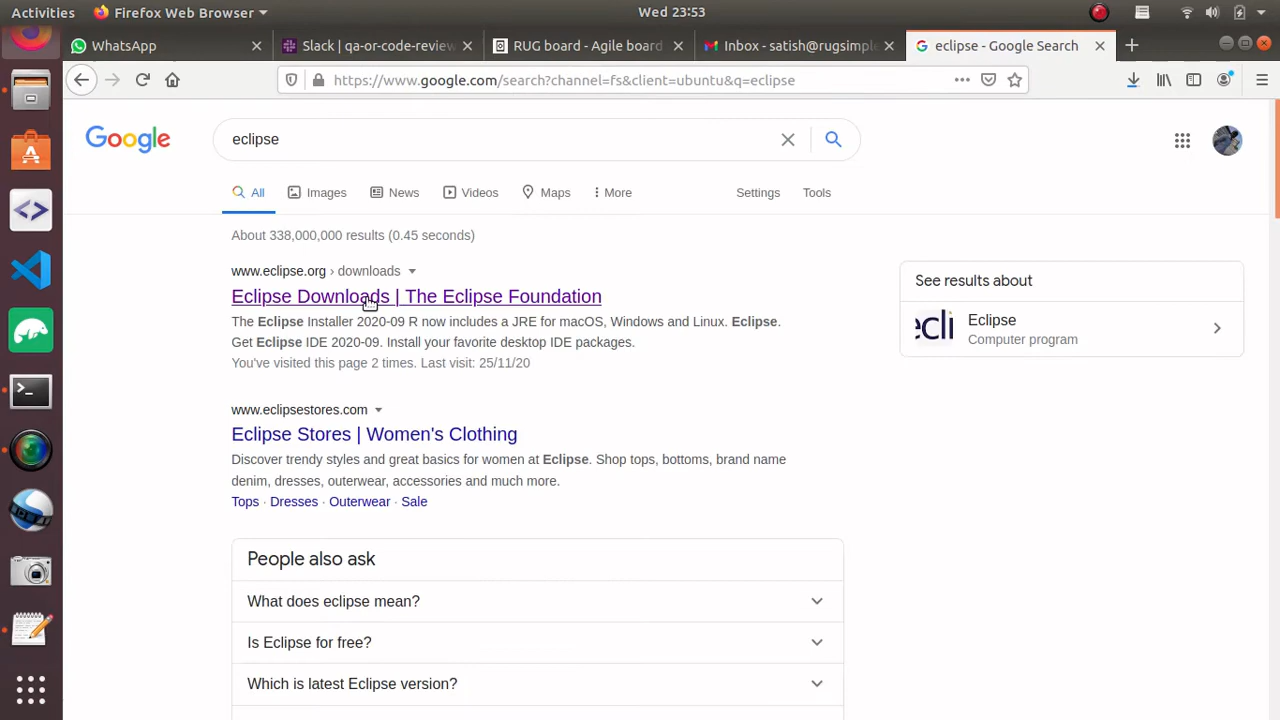 Activities Firefox Web Browser Wed 23:53
WhatsApp Slack | qa-or-code-review RUG board - Agile board Inbox - satish@rugsimple eclipse - Google Search
https://www.google.com/search?channel=fs&client=ubuntu&q=eclipse
Google eclipse
All Images News Videos Maps More Settings Tools
About 338,000,000 results (0.45 seconds)
www.eclipse.org › downloads
Eclipse Downloads | The Eclipse Foundation
The Eclipse Installer 2020-09 R now includes a JRE for macOS, Windows and Linux. Eclipse.
Get Eclipse IDE 2020-09. Install your favorite desktop IDE packages.
You've visited this page 2 times. Last visit: 25/11/20
See results about
ecli Eclipse
Computer program
www.eclipsestores.com
Eclipse Stores | Women's Clothing
Discover trendy styles and great basics for women at Eclipse. Shop tops, bottoms, brand name
denim, dresses, outerwear, accessories and much more.
Tops · Dresses · Outerwear · Sale
People also ask
What does eclipse mean?
Is Eclipse for free?
Which is latest Eclipse version?